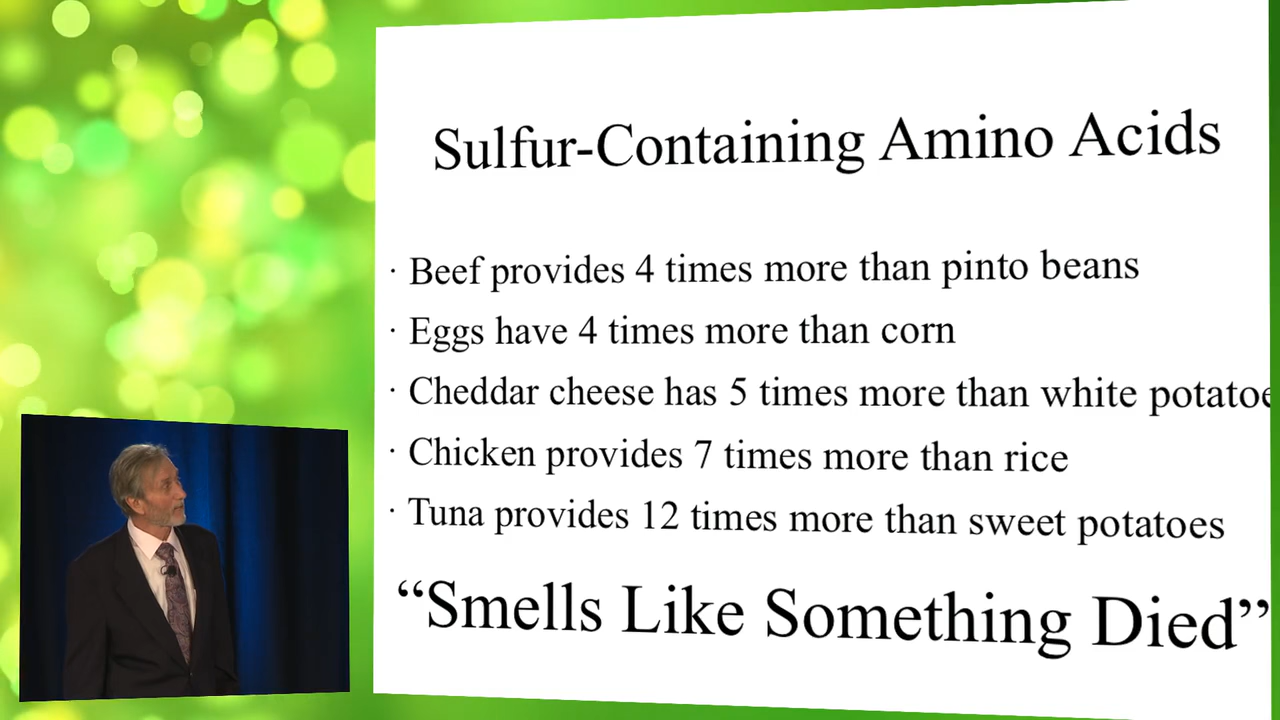 Sulfur-Containing Amino Acids
· Beef provides 4 times more than pinto beans
· Eggs have 4 times more than corn
· Cheddar cheese has 5 times more than white potatoe
· Chicken provides 7 times more than rice
· Tuna provides 12 times more than sweet potatoes
“Smells Like Something Died”